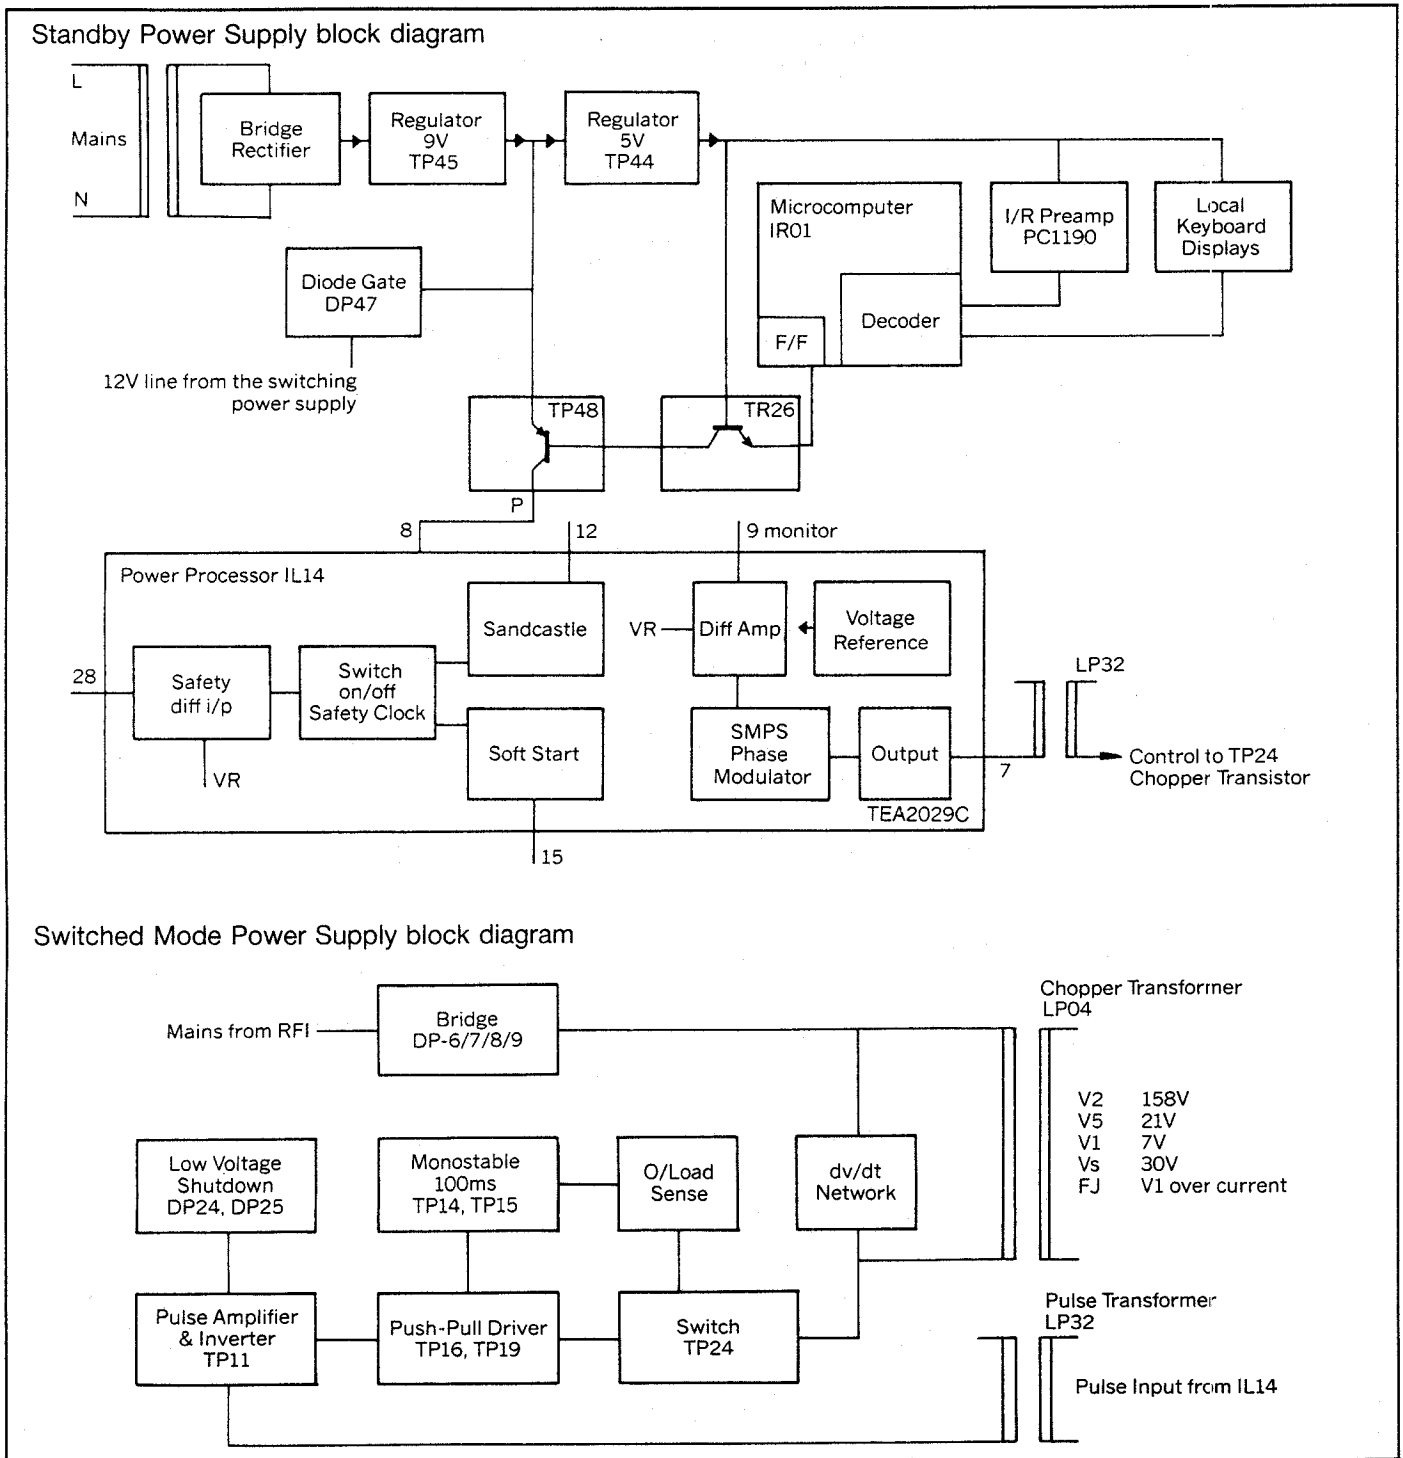 Standby Power Supply block diagram
L
Mains
N
Bridge
Rectifier
Regulator
9V
TP45
Regulator
5V
TP44
Microcomputer
IR01
F/F
Decoder
I/R Preamp
PC1190
Local
Keyboard
Displays
Diode Gate
DP47
12V line from the switching
power supply
TP48
TR26
P
8
12
9 monitor
Power Processor IL14
Sandcastle
VR
Diff Amp
Voltage
Reference
28
Safety
diff i/p
Switch
on/off
Safety Clock
VR
Soft Start
SMPS
Phase
Modulator
Output
7
TEA2029C
15
LP32
Control to TP24
Chopper Transistor
Switched Mode Power Supply block diagram
Mains from RFI
Bridge
DP-6/7/8/9
Chopper Transformer
LP04
V2 158V
V5 21V
V1 7V
Vs 30V
FJ V1 over current
Low Voltage
Shutdown
DP24, DP25
Monostable
100ms
TP14, TP15
O/Load
Sense
dv/dt
Network
Pulse Amplifier
& Inverter
TP11
Push-Pull Driver
TP16, TP19
Switch
TP24
Pulse Transformer
LP32
Pulse Input from IL14